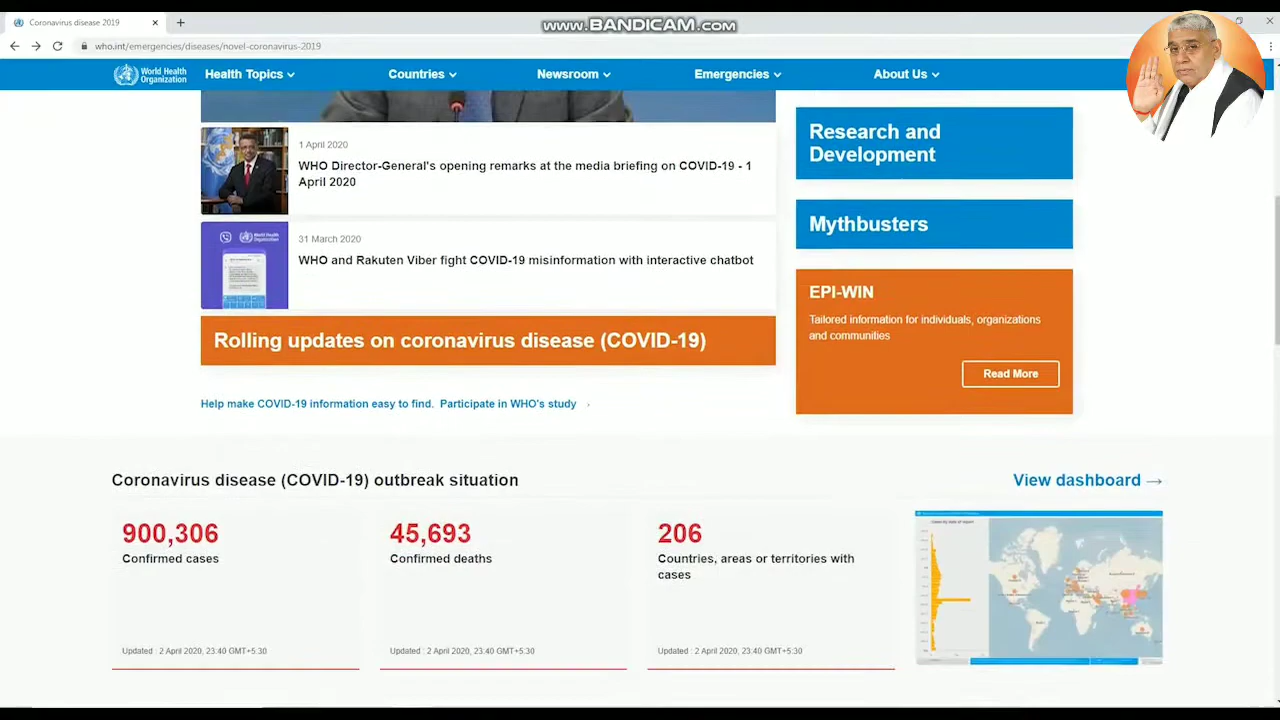 Coronavirus disease 2019
www.BANDICAM.com
who.int/emergencies/diseases/novel-coronavirus-2019
World Health
Organization
Health Topics
Countries
Newsroom
Emergencies
About Us
1 April 2020
WHO Director-General's opening remarks at the media briefing on COVID-19 - 1
April 2020
31 March 2020
WHO and Rakuten Viber fight COVID-19 misinformation with interactive chatbot
Rolling updates on coronavirus disease (COVID-19)
Help make COVID-19 information easy to find. Participate in WHO's study
Research and
Development
Mythbusters
EPI-WIN
Tailored information for individuals, organizations
and communities
Read More
Coronavirus disease (COVID-19) outbreak situation
View dashboard →
900,306
Confirmed cases
Updated : 2 April 2020, 23:40 GMT+5:30
45,693
Confirmed deaths
Updated : 2 April 2020, 23:40 GMT+5:30
206
Countries, areas or territories with
cases
Updated : 2 April 2020, 23:40 GMT+5:30